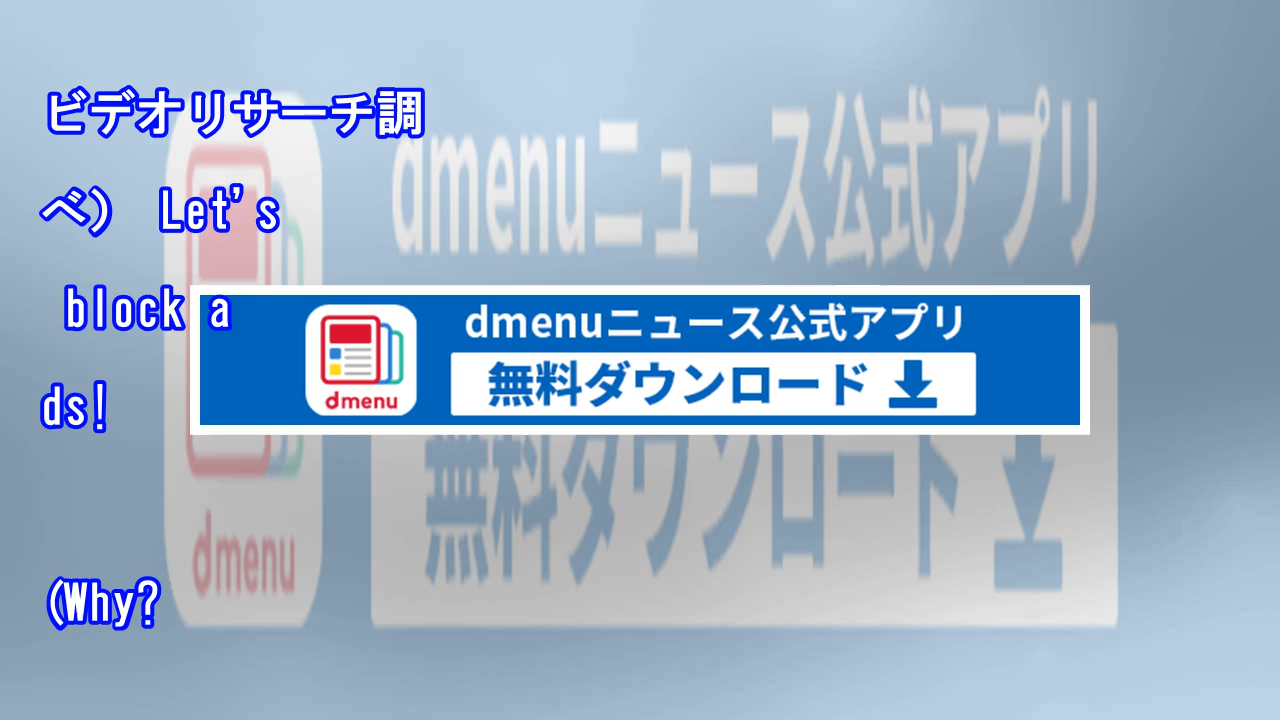 ビデオリサーチ調
べ） Let's
block a
ds!
(Why?
dmenuニュース公式アプリ
無料ダウンロード
dmenu
dmenuニュース公式アプリ
無料ダウンロード
dmenu